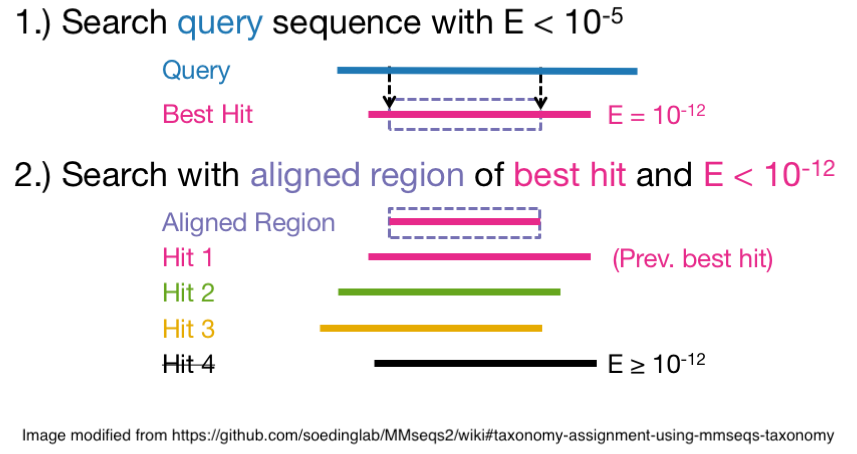 1.) Search query sequence with E < 10⁻⁵
Query
Best Hit E = 10⁻¹²
2.) Search with aligned region of best hit and E < 10⁻¹²
Aligned Region
Hit 1 (Prev. best hit)
Hit 2
Hit 3
Hit 4 E ≥ 10⁻¹²
Image modified from https://github.com/soedinglab/MMseqs2/wiki#taxonomy-assignment-using-mmseqs-taxonomy